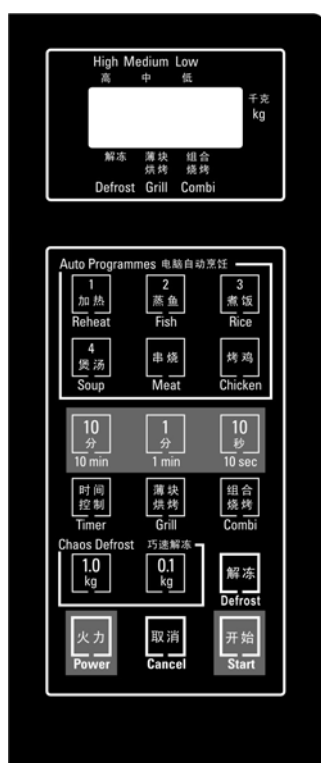 High Medium Low
高 中 低
千克
kg
解冻 薄块 组合
烘烤 烧烤
Defrost Grill Combi
Auto Programmes 电脑自动烹饪
1 2 3
加热 蒸鱼 煮饭
Reheat Fish Rice
4
煲汤 串烧 烤鸡
Soup Meat Chicken
10 1 10
分 分 秒
10 min 1 min 10 sec
时间 薄块 组合
控制 烘烤 烧烤
Timer Grill Combi
Chaos Defrost 巧速解冻
1.0 0.1
kg kg
解冻
Defrost
火力 取消 开始
Power Cancel Start